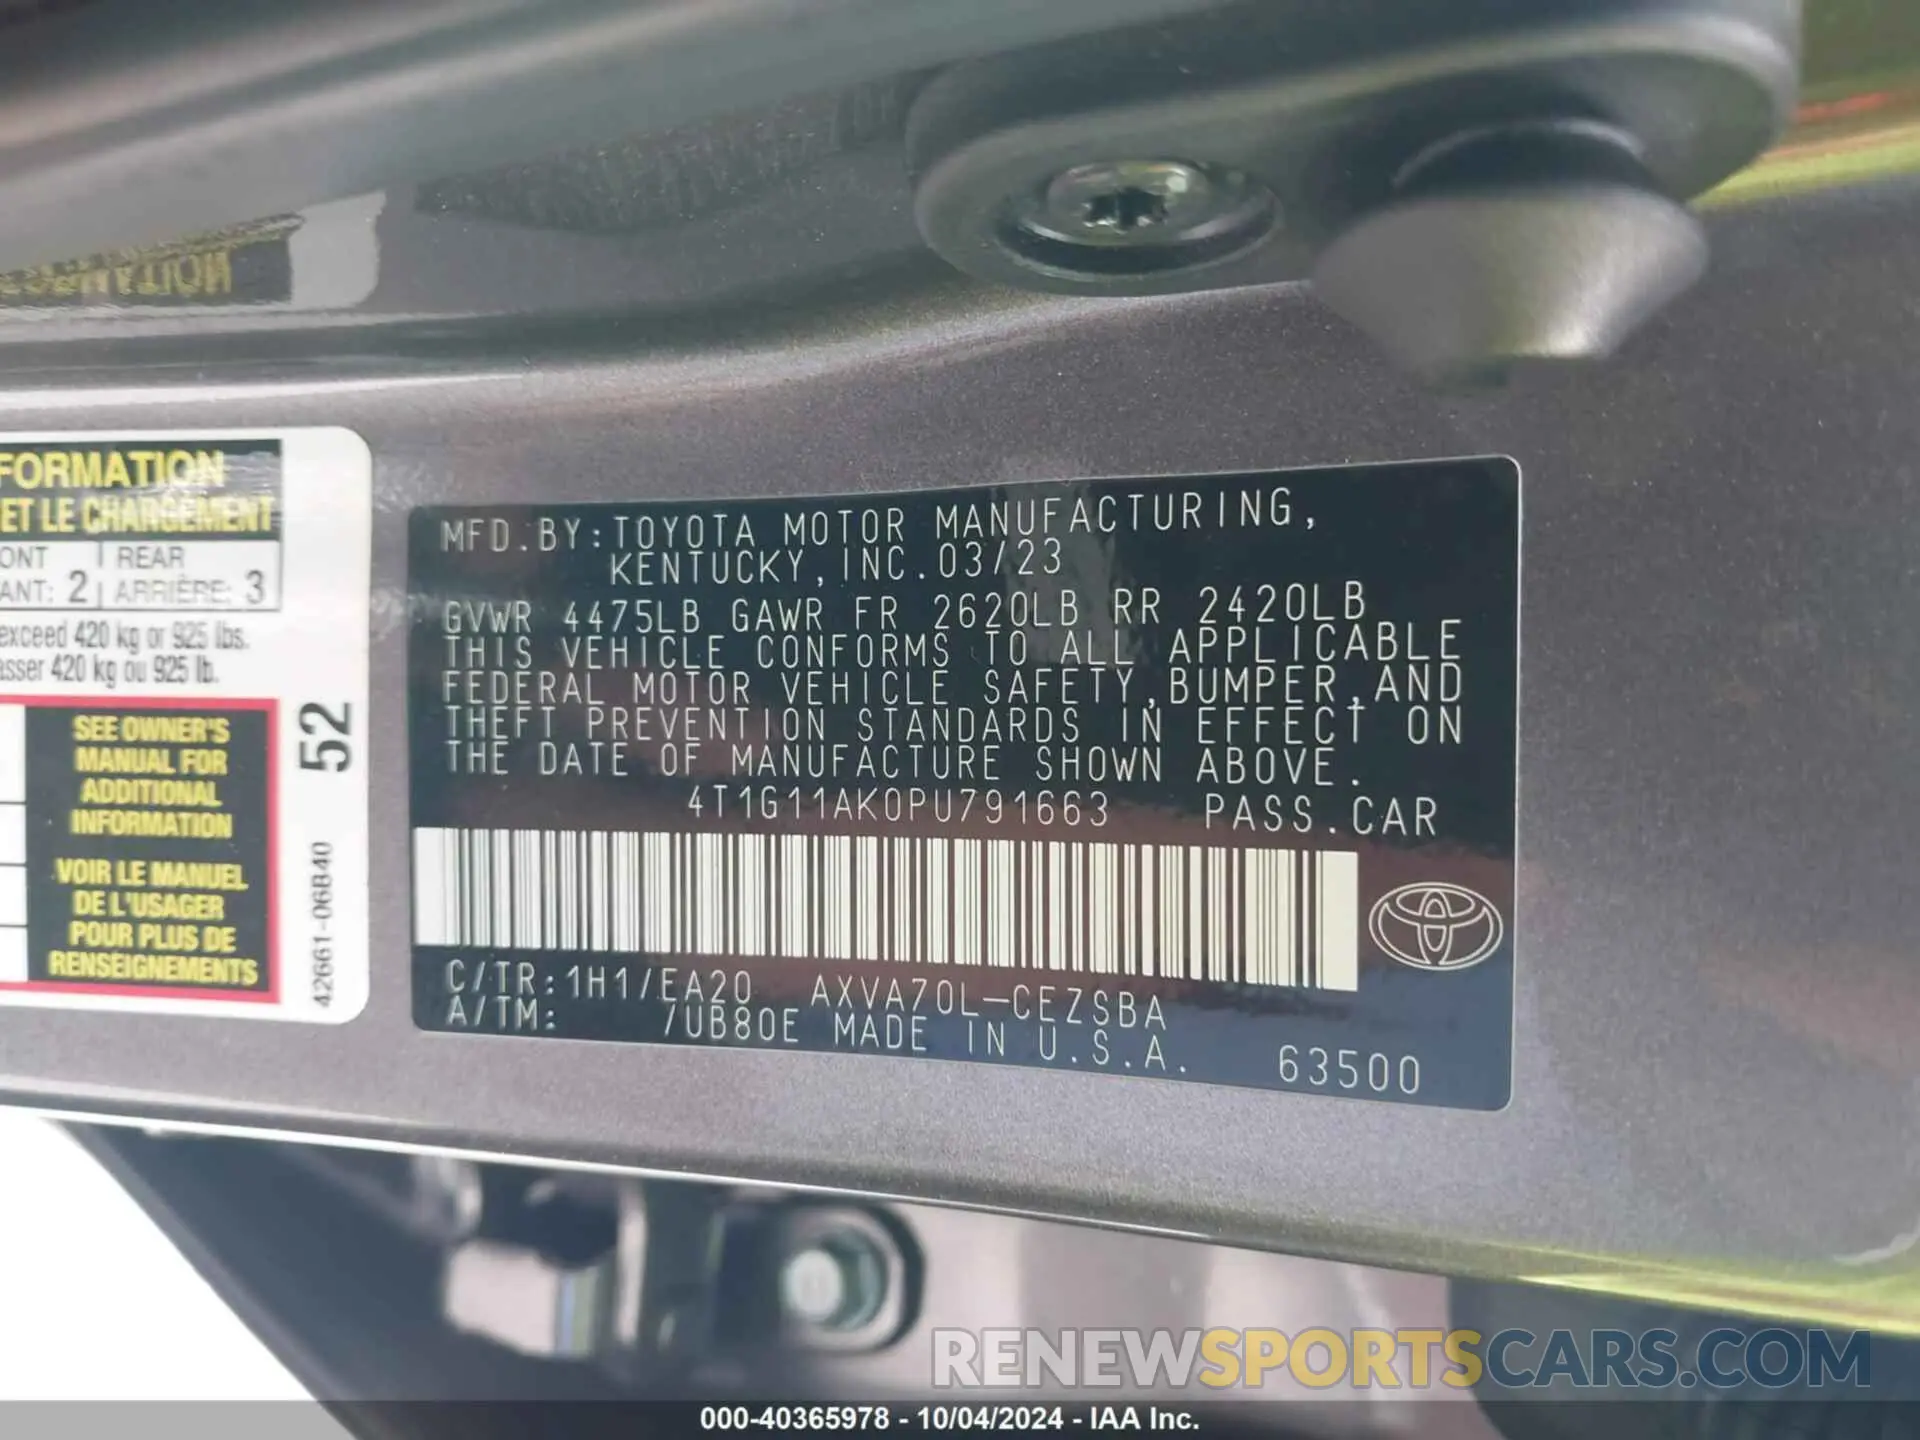 NOITAM
FORMATION
ET LE CHARGEMENT
ONT REAR
ANT: 2 ARRIÈRE: 3
exceed 420 kg or 925 lbs.
asser 420 kg ou 925 lb.
SEE OWNER'S
MANUAL FOR
ADDITIONAL
INFORMATION
VOIR LE MANUEL
DE L'USAGER
POUR PLUS DE
RENSEIGNEMENTS
52
42661-06B40
MFD.BY:TOYOTA MOTOR MANUFACTURING,
KENTUCKY,INC.03/23
GVWR 4475LB GAWR FR 2620LB RR 2420LB
THIS VEHICLE CONFORMS TO ALL APPLICABLE
FEDERAL MOTOR VEHICLE SAFETY,BUMPER,AND
THEFT PREVENTION STANDARDS IN EFFECT ON
THE DATE OF MANUFACTURE SHOWN ABOVE.
4T1G11AK0PU791663 PASS.CAR
C/TR:1H1/EA20 AXVA70L-CEZSBA
A/TM: /UB80E MADE IN U.S.A. 63500
RENEWSPORTSCARS.COM
000-40365978 - 10/04/2024 - IAA Inc.